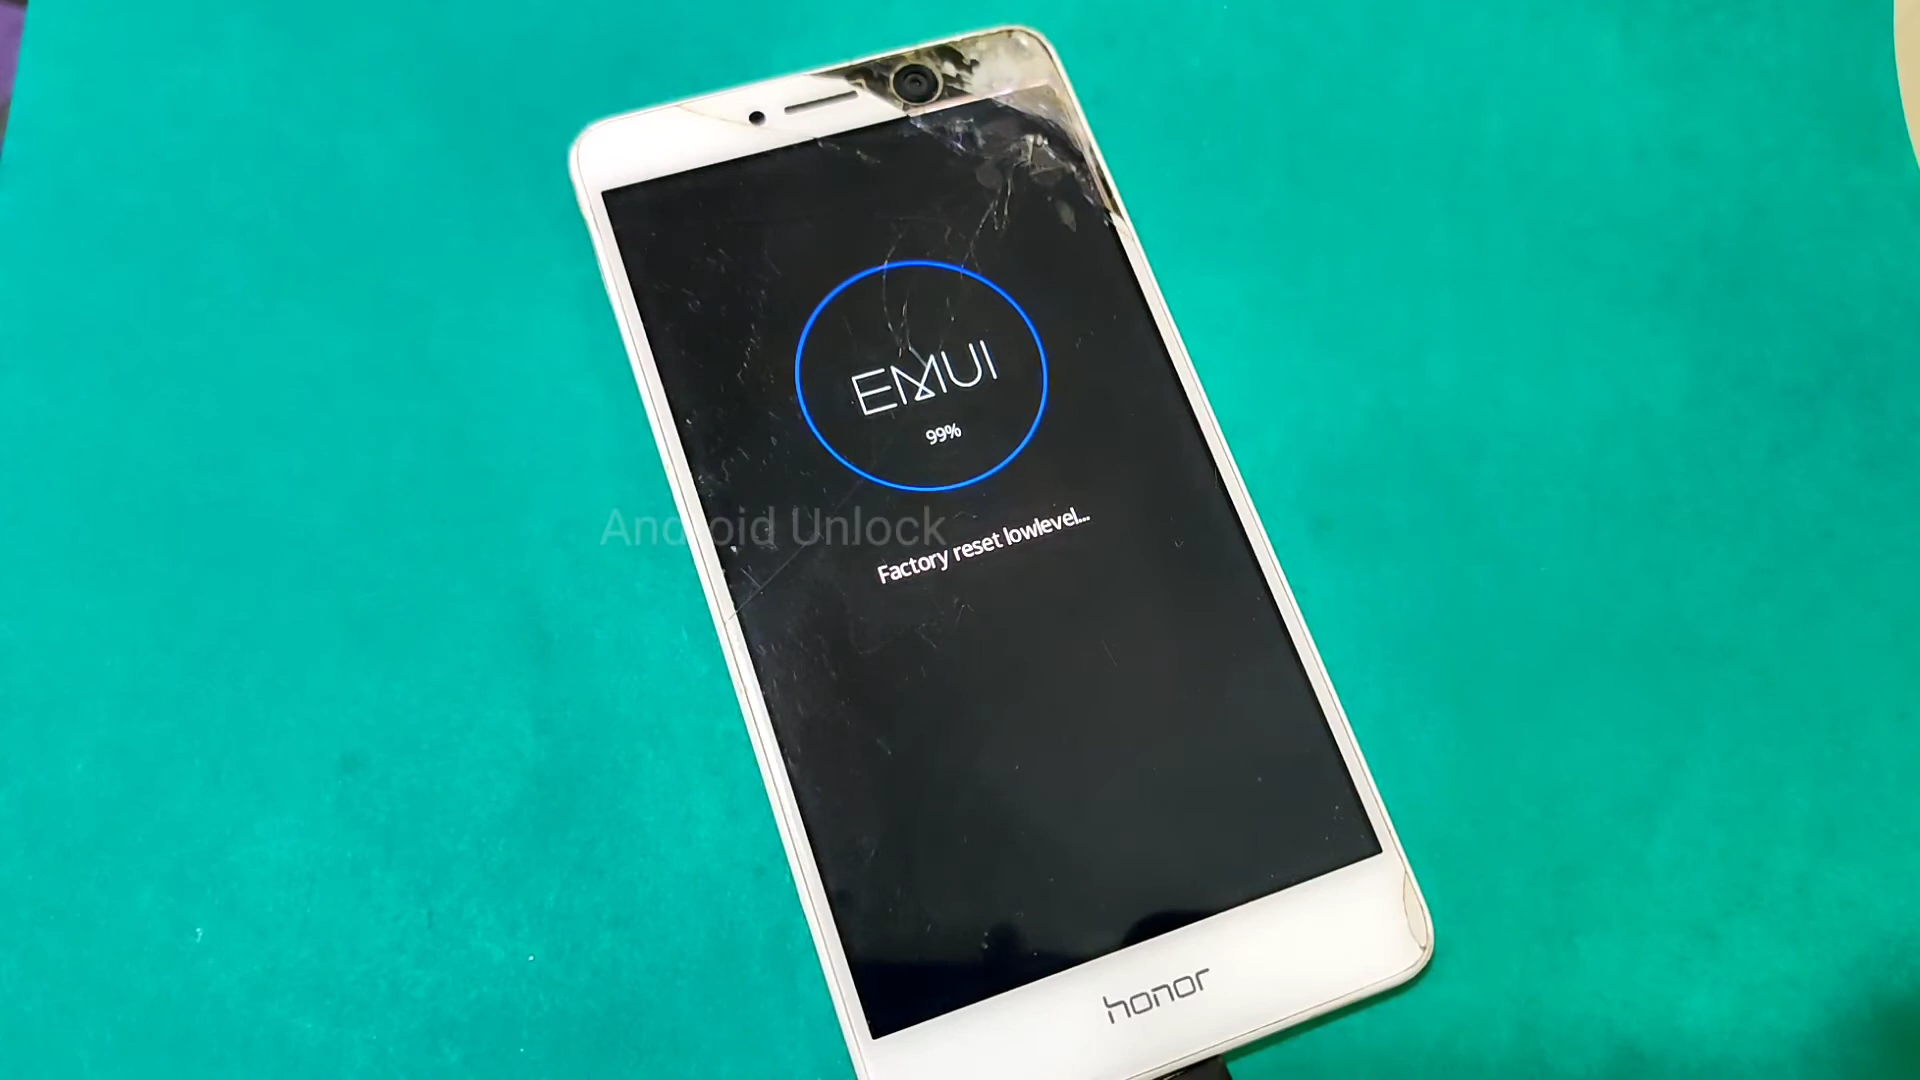 EMUI
99%
Android Unlock
Factory reset lowlevel...
honor